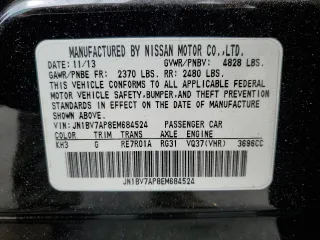 MANUFACTURED BY NISSAN MOTOR CO.,LTD.
DATE: 11/13 GVWR/PNBV: 4828 LBS.
GAWR/PNBE FR: 2370 LBS. RR: 2480 LBS.
THIS VEHICLE CONFORMS TO ALL APPLICABLE FEDERAL
MOTOR VEHICLE SAFETY,BUMPER,AND THEFT PREVENTION
STANDARDS IN EFFECT ON THE DATE OF
MANUFACTURE SHOWN ABOVE.
VIN: JN1BV7AP8EM684524 PASSENGER CAR
COLOR TRIM TRANS AXLE ENGINE
KH3 G RE7R01A RG31 VQ37(VHR) 3696CC
JN1BV7AP8EM684524